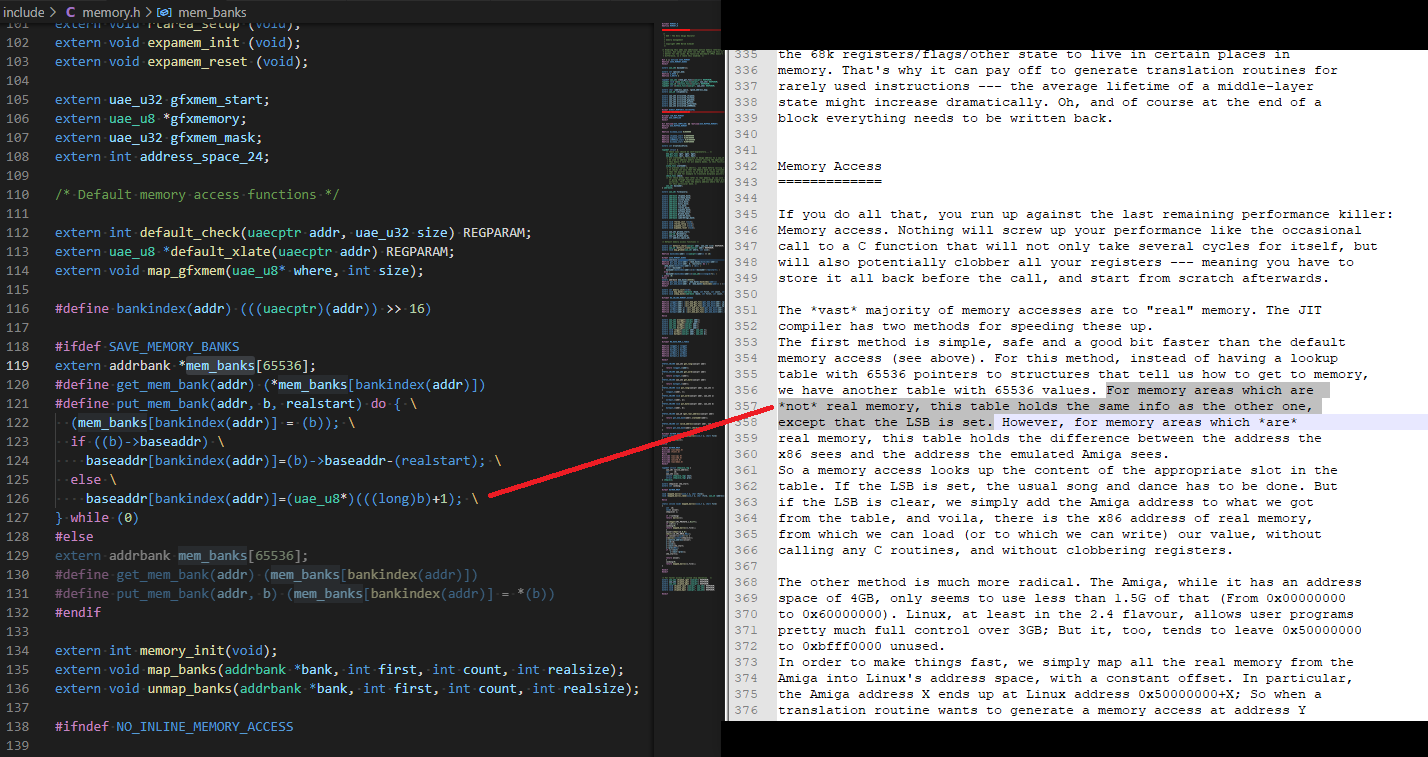 include > C memory.h > mem_banks
101 extern void rtarea_setup (void);
102 extern void expamem_init (void);
103 extern void expamem_reset (void);
104
105 extern uae_u32 gfxmem_start;
106 extern uae_u8 *gfxmemory;
107 extern uae_u32 gfxmem_mask;
108 extern int address_space_24;
109
110 /* Default memory access functions */
111
112 extern int default_check(uaecptr addr, uae_u32 size) REGPARAM;
113 extern uae_u8 *default_xlate(uaecptr addr) REGPARAM;
114 extern void map_gfxmem(uae_u8* where, int size);
115
116 #define bankindex(addr) (((uaecptr)(addr)) >> 16)
117
118 #ifdef SAVE_MEMORY_BANKS
119 extern addrbank *mem_banks[65536];
120 #define get_mem_bank(addr) (*mem_banks[bankindex(addr)])
121 #define put_mem_bank(addr, b, realstart) do { \
122 (mem_banks[bankindex(addr)] = (b)); \
123 if ((b)->baseaddr) \
124 baseaddr[bankindex(addr)]=(b)->baseaddr-(realstart); \
125 else \
126 baseaddr[bankindex(addr)]=(uae_u8*)(((long)b)+1); \
127 } while (0)
128 #else
129 extern addrbank mem_banks[65536];
130 #define get_mem_bank(addr) (mem_banks[bankindex(addr)])
131 #define put_mem_bank(addr, b) (mem_banks[bankindex(addr)] = *(b))
132 #endif
133
134 extern int memory_init(void);
135 extern void map_banks(addrbank *bank, int first, int count, int realsize);
136 extern void unmap_banks(addrbank *bank, int first, int count, int realsize);
137
138 #ifndef NO_INLINE_MEMORY_ACCESS
139
335 the 68k registers/flags/other state to live in certain places in
336 memory. That's why it can pay off to generate translation routines for
337 rarely used instructions --- the average lifetime of a middle-layer
338 state might increase dramatically. Oh, and of course at the end of a
339 block everything needs to be written back.
340
341
342 Memory Access
343 =============
344
345 If you do all that, you run up against the last remaining performance killer:
346 Memory access. Nothing will screw up your performance like the occasional
347 call to a C function that will not only take several cycles for itself, but
348 will also potentially clobber all your registers --- meaning you have to
349 store it all back before the call, and start from scratch afterwards.
350
351 The *vast* majority of memory accesses are to "real" memory. The JIT
352 compiler has two methods for speeding these up.
353 The first method is simple, safe and a good bit faster than the default
354 memory access (see above). For this method, instead of having a lookup
355 table with 65536 pointers to structures that tell us how to get to memory,
356 we have another table with 65536 values. For memory areas which are
357 *not* real memory, this table holds the same info as the other one,
358 except that the LSB is set. However, for memory areas which *are*
359 real memory, this table holds the difference between the address the
360 x86 sees and the address the emulated Amiga sees.
361 So a memory access looks up the content of the appropriate slot in the
362 table. If the LSB is set, the usual song and dance has to be done. But
363 if the LSB is clear, we simply add the Amiga address to what we got
364 from the table, and voila, there is the x86 address of real memory,
365 from which we can load (or to which we can write) our value, without
366 calling any C routines, and without clobbering registers.
367
368 The other method is much more radical. The Amiga, while it has an address
369 space of 4GB, only seems to use less than 1.5G of that (From 0x00000000
370 to 0x60000000). Linux, at least in the 2.4 flavour, allows user programs
371 pretty much full control over 3GB; But it, too, tends to leave 0x50000000
372 to 0xbfff0000 unused.
373 In order to make things fast, we simply map all the real memory from the
374 Amiga into Linux's address space, with a constant offset. In particular,
375 the Amiga address X ends up at Linux address 0x50000000+X; So when a
376 translation routine wants to generate a memory access at address Y